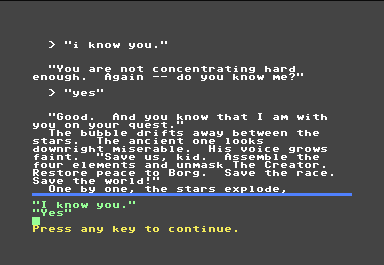 > "i know you."
"You are not concentrating hard
enough.  Again -- do you know me?"
> "yes"
"Good.  And you know that I am with
you on your quest."
The bubble drifts away between the
stars.  The ancient one looks
downright miserable.  His voice grows
faint.  "Save us, kid.  Assemble the
four elements and unmask The Creator.
Restore peace to Borg.  Save the race.
Save the world!"
One by one, the stars explode,
"I know you."
"Yes"
Press any key to continue.